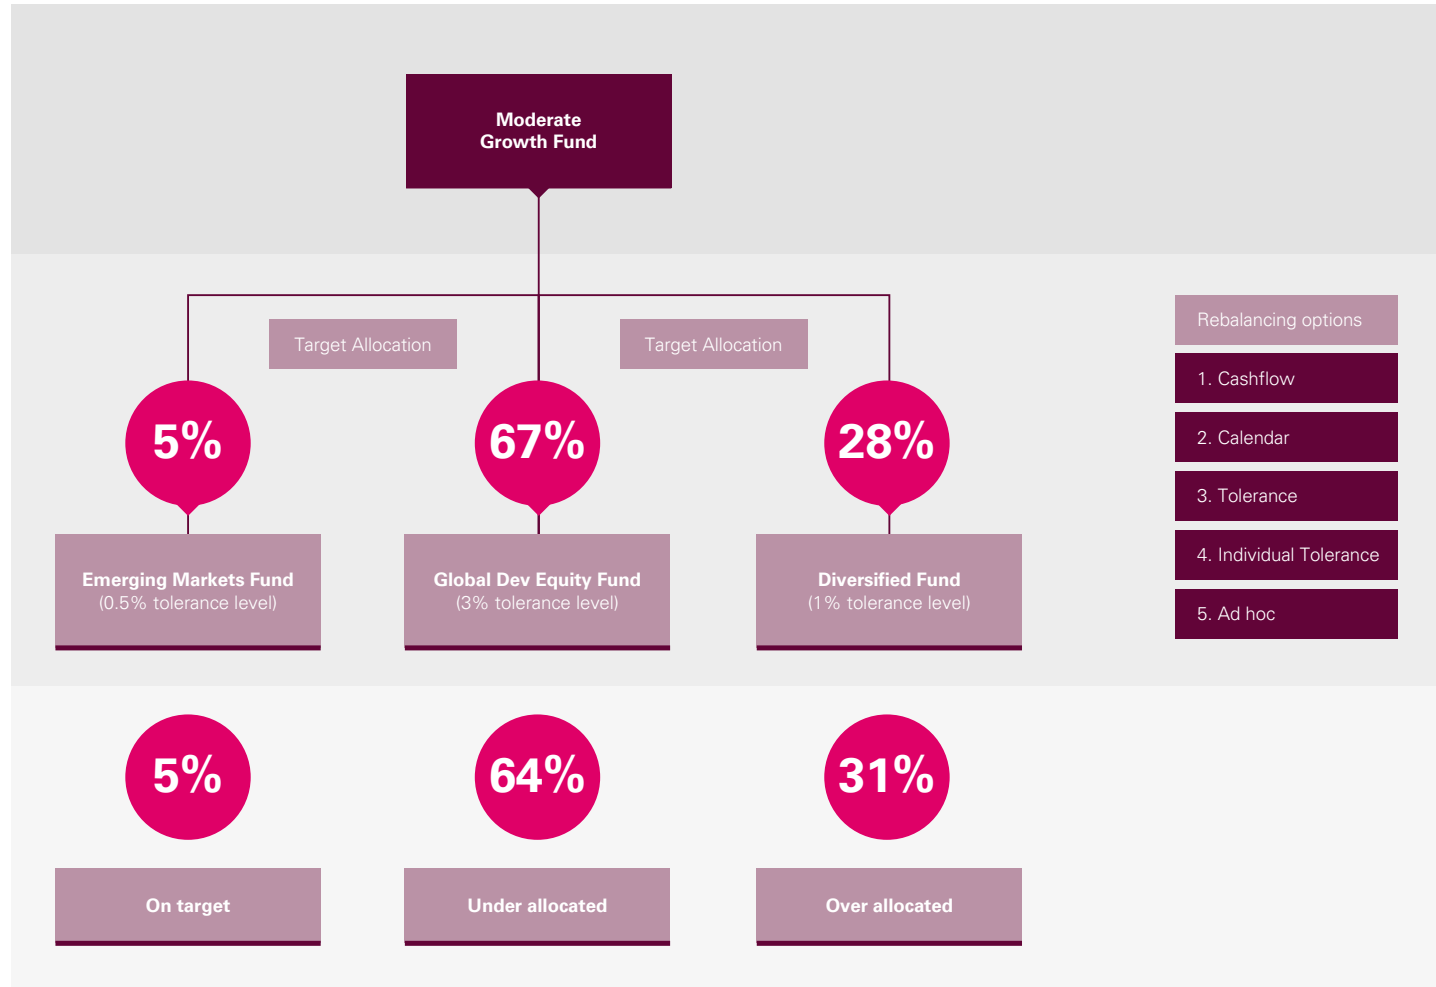 Moderate
Growth Fund
Target Allocation
Target Allocation
5%
67%
28%
Emerging Markets Fund
(0.5% tolerance level)
Global Dev Equity Fund
(3% tolerance level)
Diversified Fund
(1% tolerance level)
Rebalancing options
1. Cashflow
2. Calendar
3. Tolerance
4. Individual Tolerance
5. Ad hoc
5%
64%
31%
On target
Under allocated
Over allocated